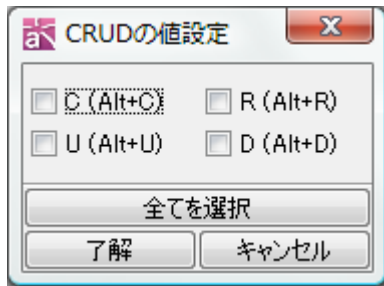 a
CRUDの値設定
C (Alt+C) R (Alt+R)
U (Alt+U) D (Alt+D)
全てを選択
了解 キャンセル